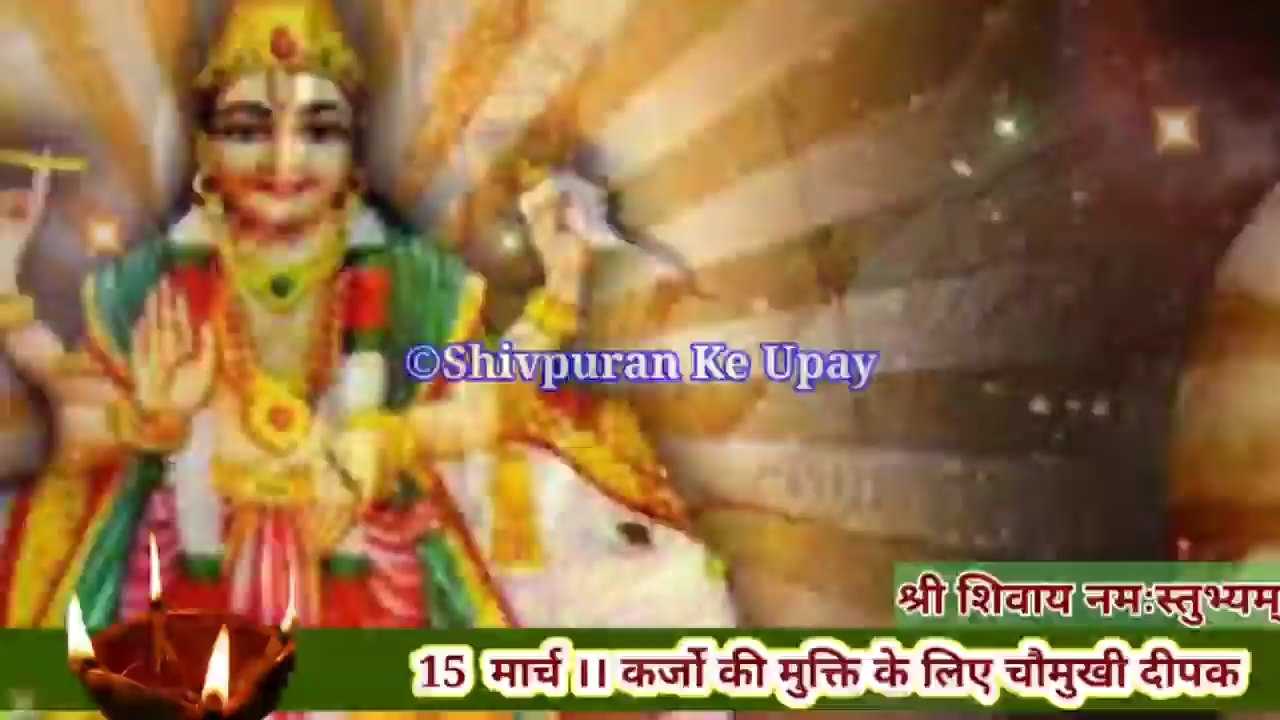 ©Shivpuran Ke Upay
श्री शिवाय नमःस्तुभ्यम्
15 मार्च ।। कर्जो की मुक्ति के लिए चौमुखी दीपक